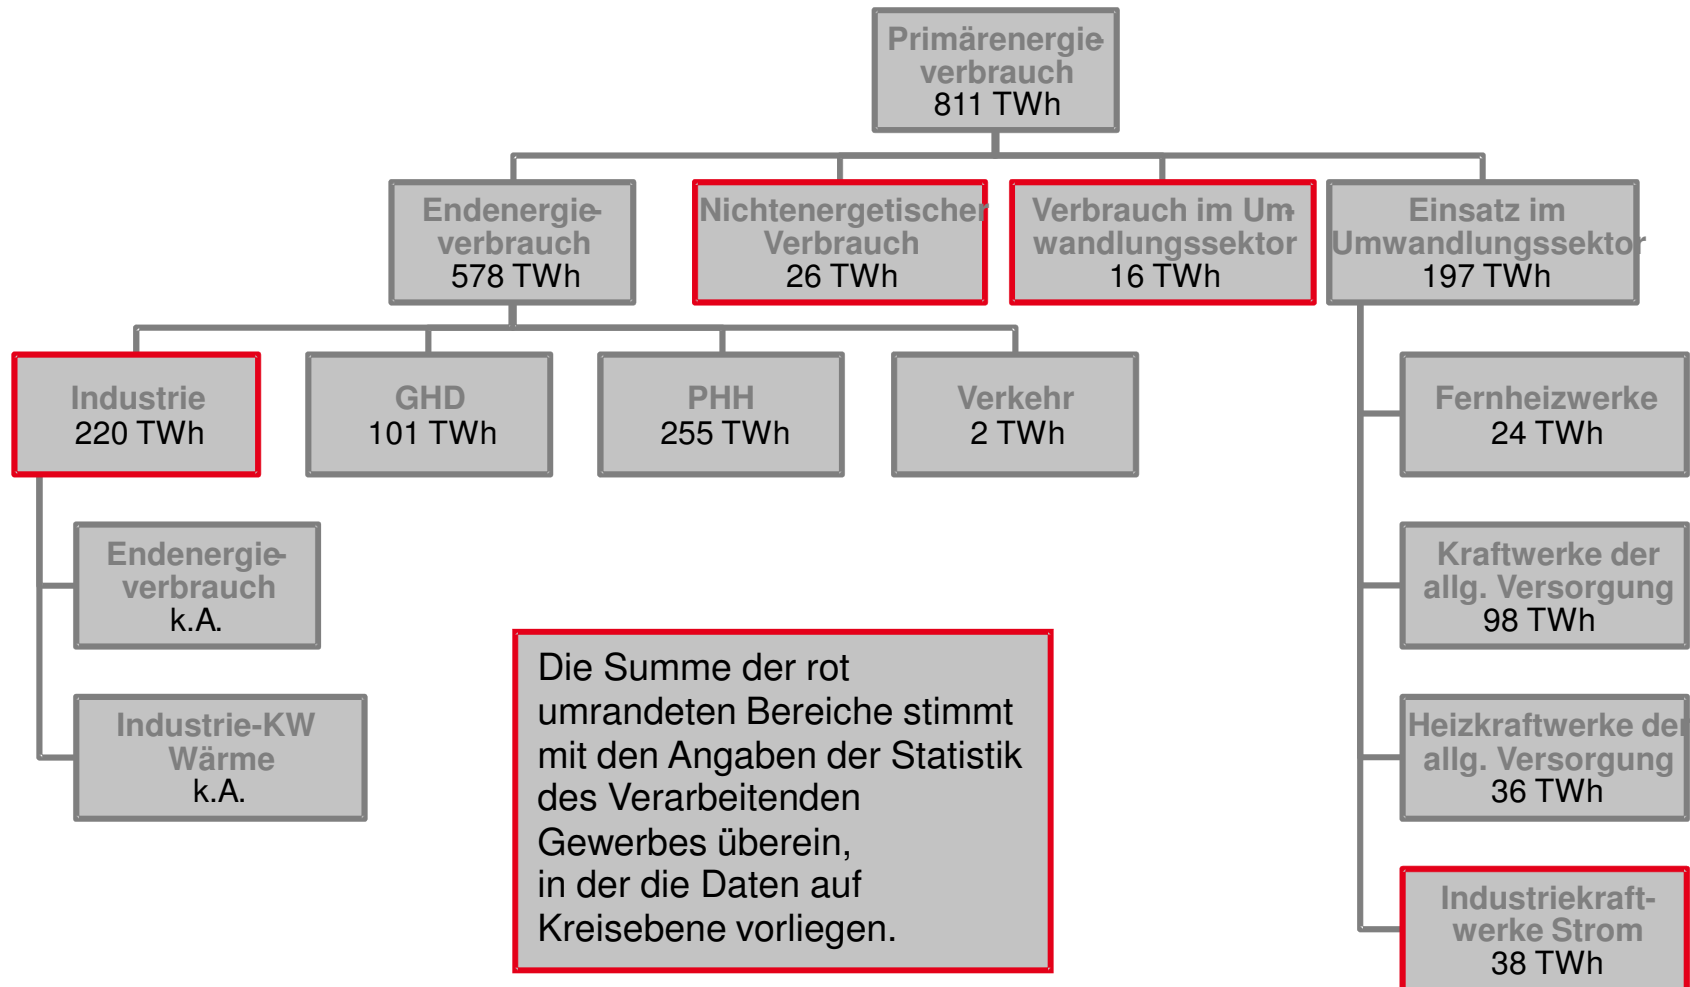 Primärenergie-
verbrauch
811 TWh
Endenergie-
verbrauch
578 TWh
Nichtenergetischer
Verbrauch
26 TWh
Verbrauch im Um-
wandlungssektor
16 TWh
Einsatz im
Umwandlungssektor
197 TWh
Industrie
220 TWh
GHD
101 TWh
PHH
255 TWh
Verkehr
2 TWh
Fernheizwerke
24 TWh
Endenergie-
verbrauch
k.A.
Kraftwerke der
allg. Versorgung
98 TWh
Industrie-KW
Wärme
k.A.
Die Summe der rot
umrandeten Bereiche stimmt
mit den Angaben der Statistik
des Verarbeitenden
Gewerbes überein,
in der die Daten auf
Kreisebene vorliegen.
Heizkraftwerke der
allg. Versorgung
36 TWh
Industriekraft-
werke Strom
38 TWh